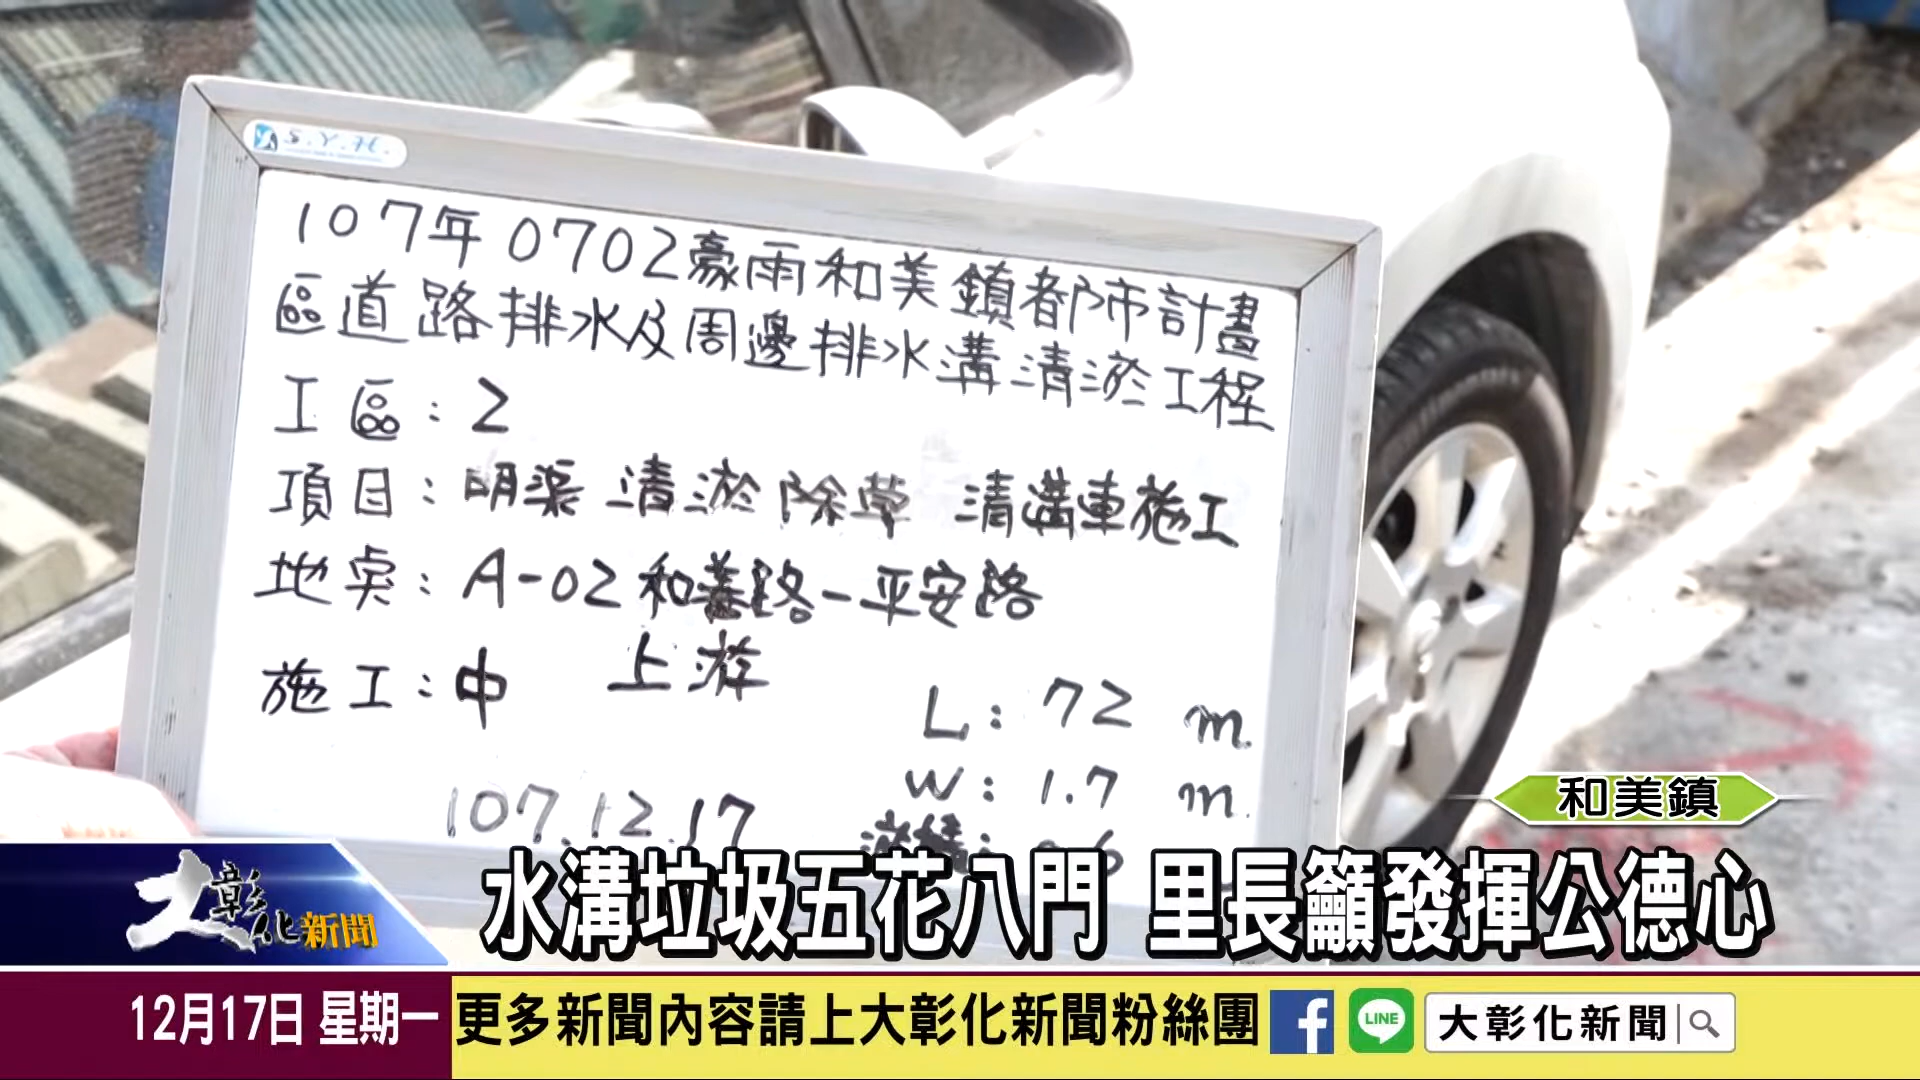 S.Y.H.
107年0702豪雨和美鎮都市計畫
區道路排水及周邊排水溝清淤工程
工區：2
項目：明渠 清淤 除草 清溝車施工
地点：A-02 和善路-平安路
施工：中 上游
L：72 m
W：1.7 m
107.12.17
和美鎮
大彰化新聞
水溝垃圾五花八門 里長籲發揮公德心
12月17日 星期一
更多新聞內容請上大彰化新聞粉絲團
f
LINE
大彰化新聞